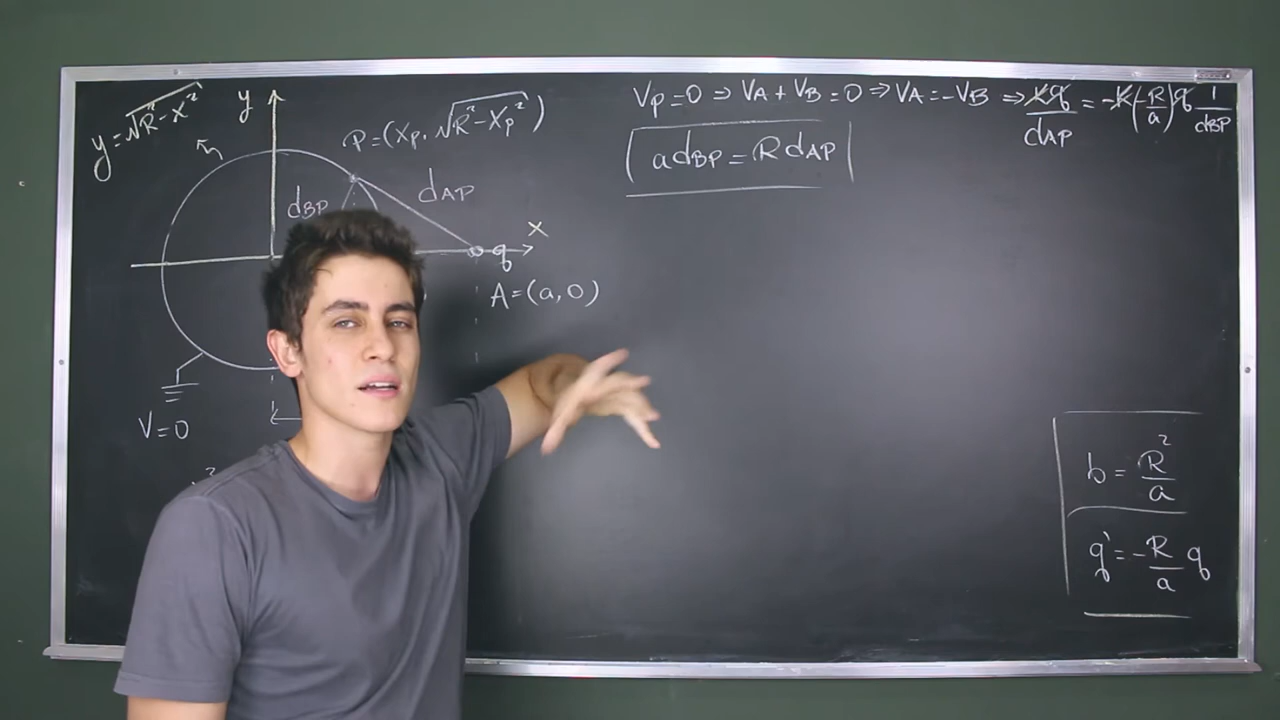 y=√R²-X²
y
P=(Xp, √R²-Xp²)
dBP
dAP
X
q
A=(a,0)
V=0
2
Vp=0 ⇒ VA+VB=0 ⇒ VA=-VB ⇒ Kq/dAP = -K(-R/a)q 1/dBP
a dBP = R dAP
b = R²/a
q' = -R/a q